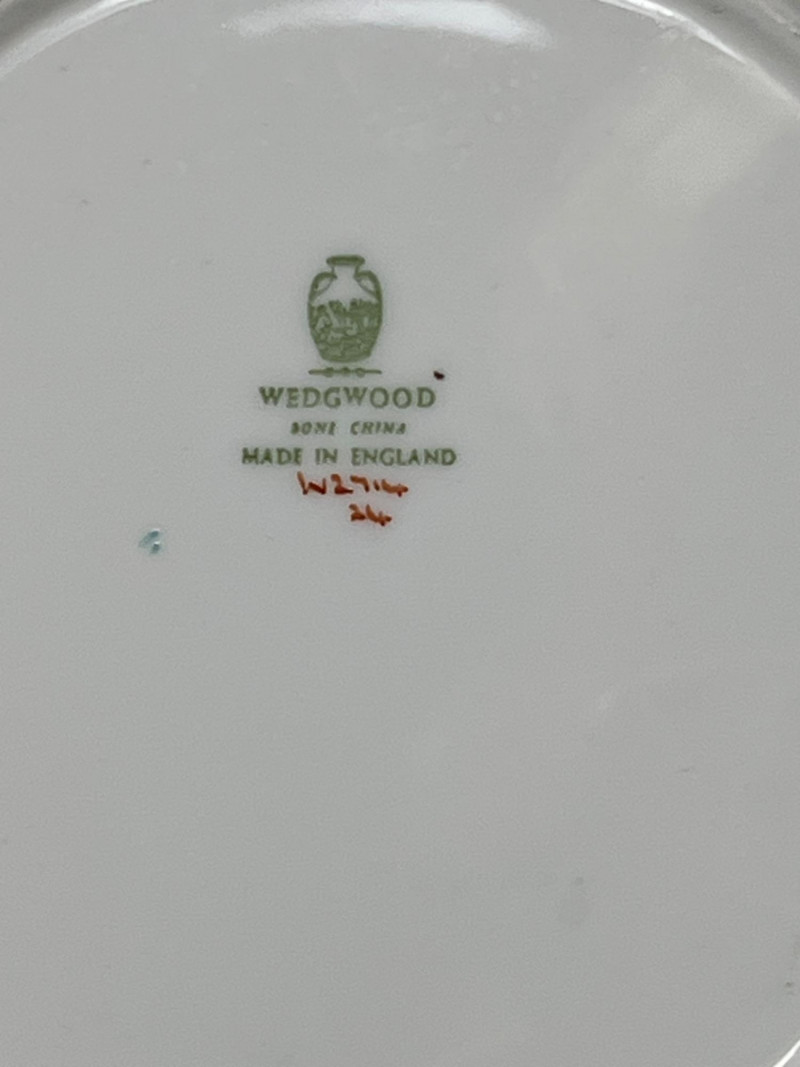 WEDGWOOD
BONE CHINA
MADE IN ENGLAND
W2714
24